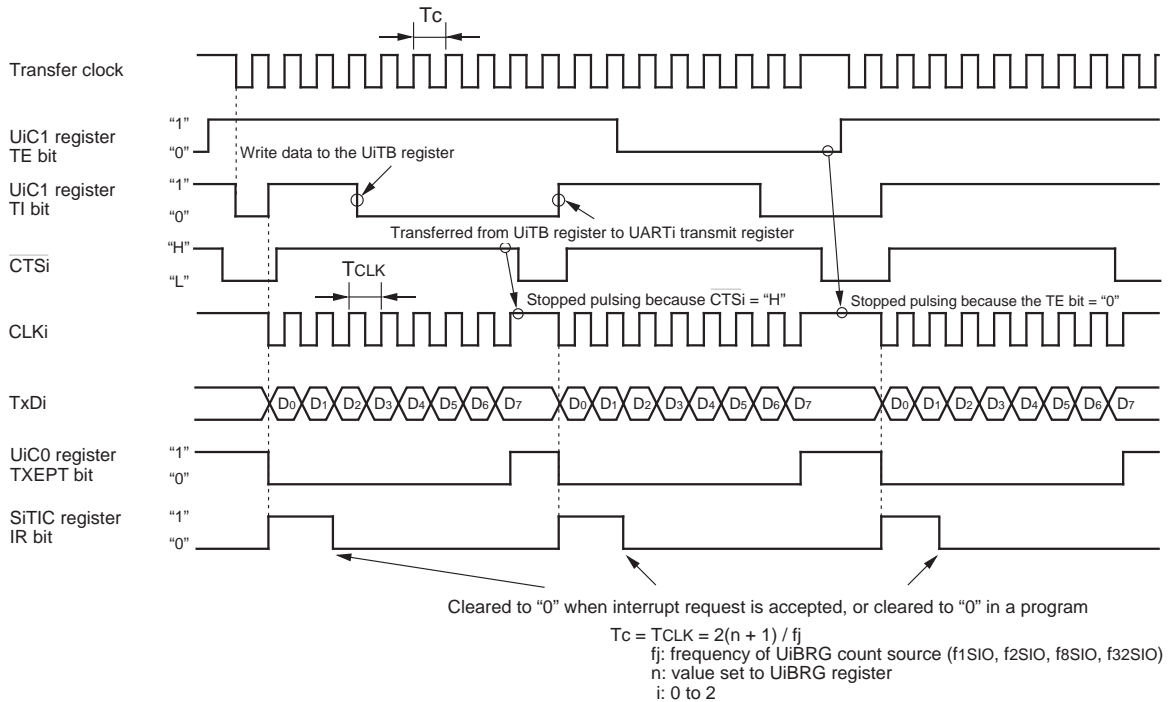 Tc
Transfer clock
UiC1 register
TE bit
“1”
“0”
Write data to the UiTB register
UiC1 register
TI bit
“1”
“0”
Transferred from UiTB register to UARTi transmit register
CTSi
“H”
“L”
TCLK
Stopped pulsing because CTSi = “H”
Stopped pulsing because the TE bit = “0”
CLKi
TxDi
D0 D1 D2 D3 D4 D5 D6 D7 D0 D1 D2 D3 D4 D5 D6 D7 D0 D1 D2 D3 D4 D5 D6 D7
UiC0 register
TXEPT bit
“1”
“0”
SiTIC register
IR bit
“1”
“0”
Cleared to “0” when interrupt request is accepted, or cleared to “0” in a program
Tc = TCLK = 2(n + 1) / fj
fj: frequency of UiBRG count source (f1SIO, f2SIO, f8SIO, f32SIO)
n: value set to UiBRG register
i: 0 to 2